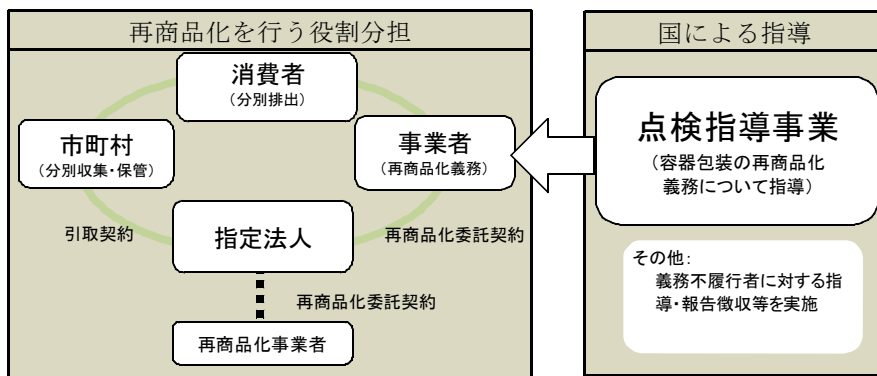 再商品化を行う役割分担
消費者
（分別排出）
市町村
（分別収集・保管）
事業者
（再商品化義務）
引取契約
指定法人
再商品化委託契約
再商品化委託契約
再商品化事業者
国による指導
点検指導事業
（容器包装の再商品化
義務について指導）
その他：
義務不履行者に対する指
導・報告徴収等を実施